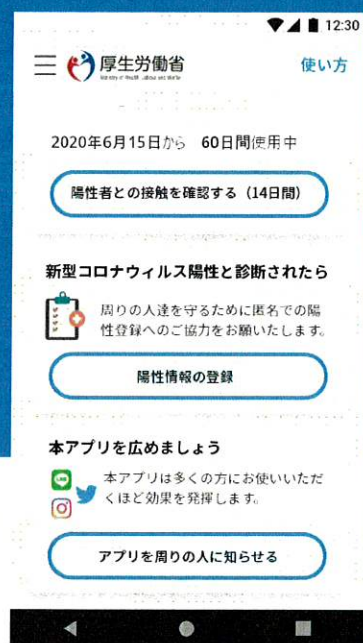 12:30
厚生労働省
Ministry of Health, Labour and Welfare
使い方
2020年6月15日から 60日間使用中
陽性者との接触を確認する（14日間）
新型コロナウィルス陽性と診断されたら
周りの人達を守るために匿名での陽
性登録へのご協力をお願いいたします。
陽性情報の登録
本アプリを広めましょう
LINE
本アプリは多くの方にお使いいただ
くほど効果を発揮します。
アプリを周りの人に知らせる